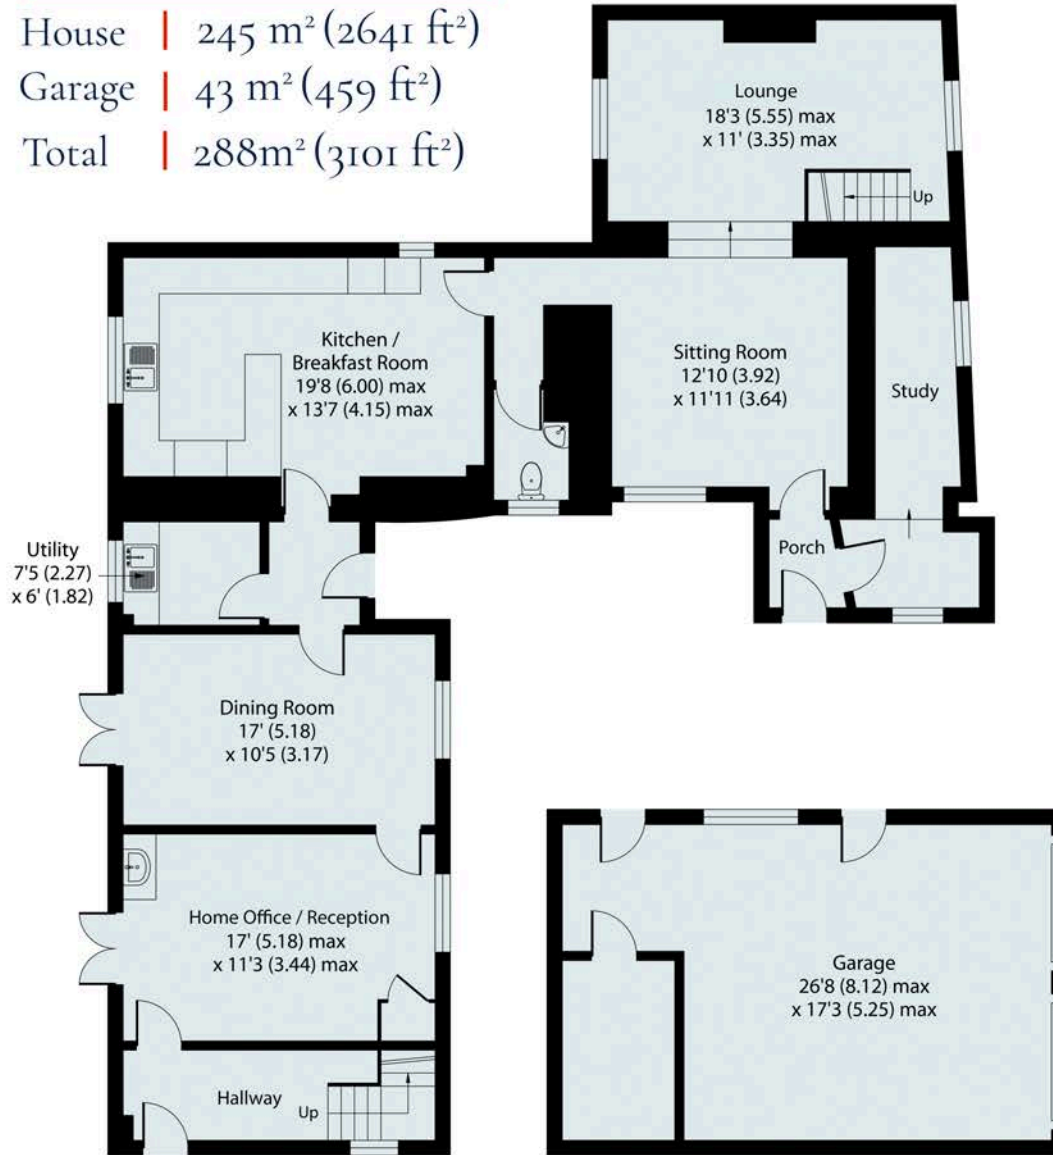 House | 245 m² (2641 ft²)
Garage | 43 m² (459 ft²)
Total | 288m² (3101 ft²)
Lounge
18'3 (5.55) max
x 11' (3.35) max
Up
Kitchen /
Breakfast Room
19'8 (6.00) max
x 13'7 (4.15) max
Sitting Room
12'10 (3.92)
x 11'11 (3.64)
Study
Utility
7'5 (2.27)
x 6' (1.82)
Porch
Dining Room
17' (5.18)
x 10'5 (3.17)
Home Office / Reception
17' (5.18) max
x 11'3 (3.44) max
Garage
26'8 (8.12) max
x 17'3 (5.25) max
Hallway
Up